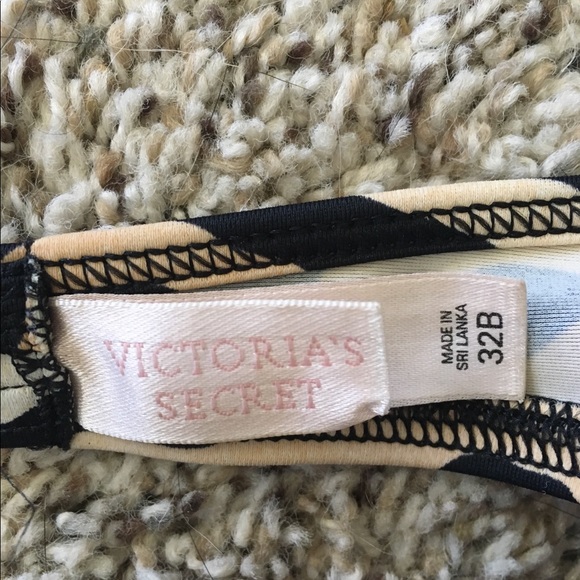 VICTORIA'S
SECRET
MADE IN
SRI LANKA
32B